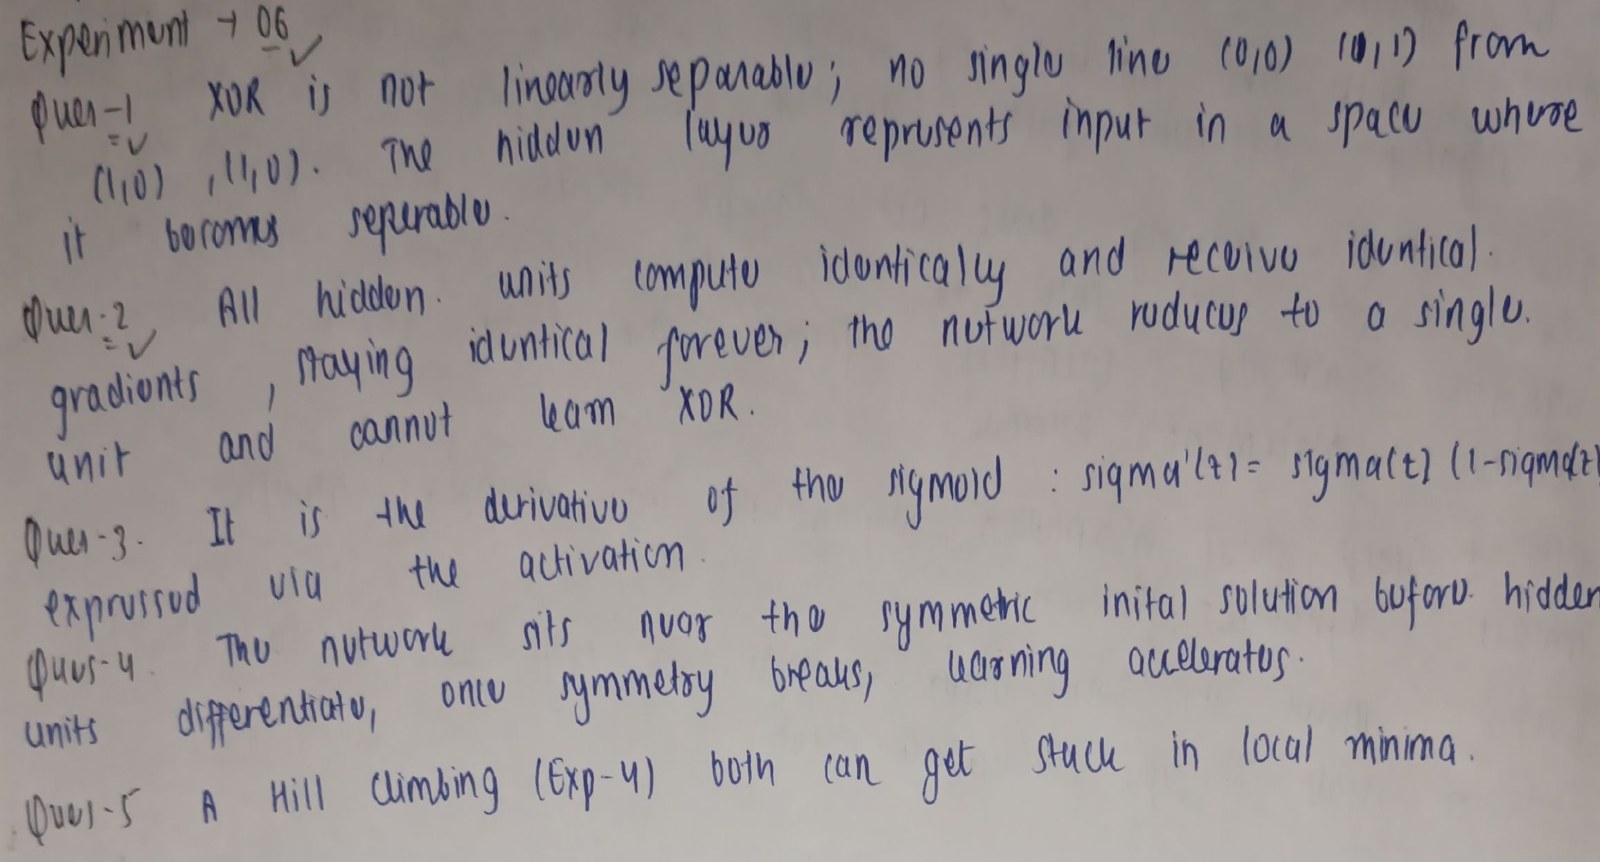 Experiment → 06
Ques-1 XOR is not linearly separable; no single line (0,0) (0,1) from
(1,0) , (1,0). The hidden layer represents input in a space where
it becomes seperable.
Ques-2 All hidden. units compute identically and receive identical.
gradients , staying identical forever; the network reduces to a single.
unit and cannot learn XOR.
Ques-3. It is the derivative of the sigmoid : sigma'(z) = sigma(z) (1-sigma(z)
expressed via the activation.
Ques-4. The network sits near the symmetric inital solution before hidden
units differentiate, once symmetry breaks, learning accelerates.
Ques-5 A Hill Climbing (Exp-4) both can get stuck in local minima.